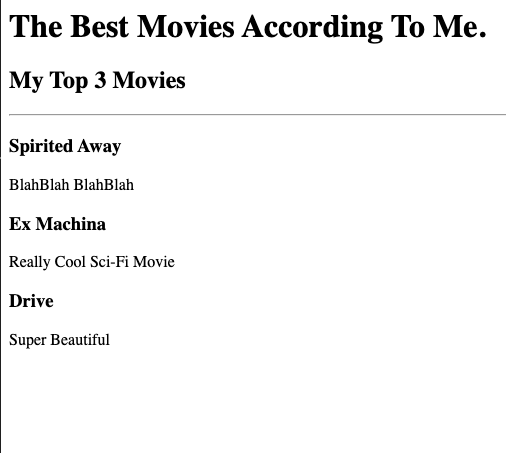 The Best Movies According To Me.
My Top 3 Movies
Spirited Away
BlahBlah BlahBlah
Ex Machina
Really Cool Sci-Fi Movie
Drive
Super Beautiful